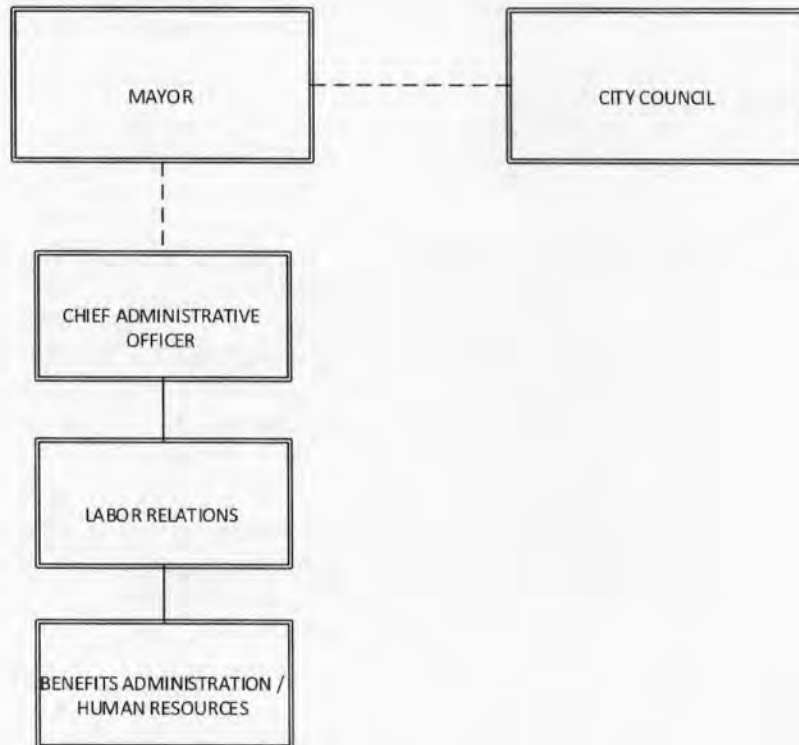 MAYOR
CITY COUNCIL
CHIEF ADMINISTRATIVE
OFFICER
LABOR RELATIONS
BENEFITS ADMINISTRATION /
HUMAN RESOURCES